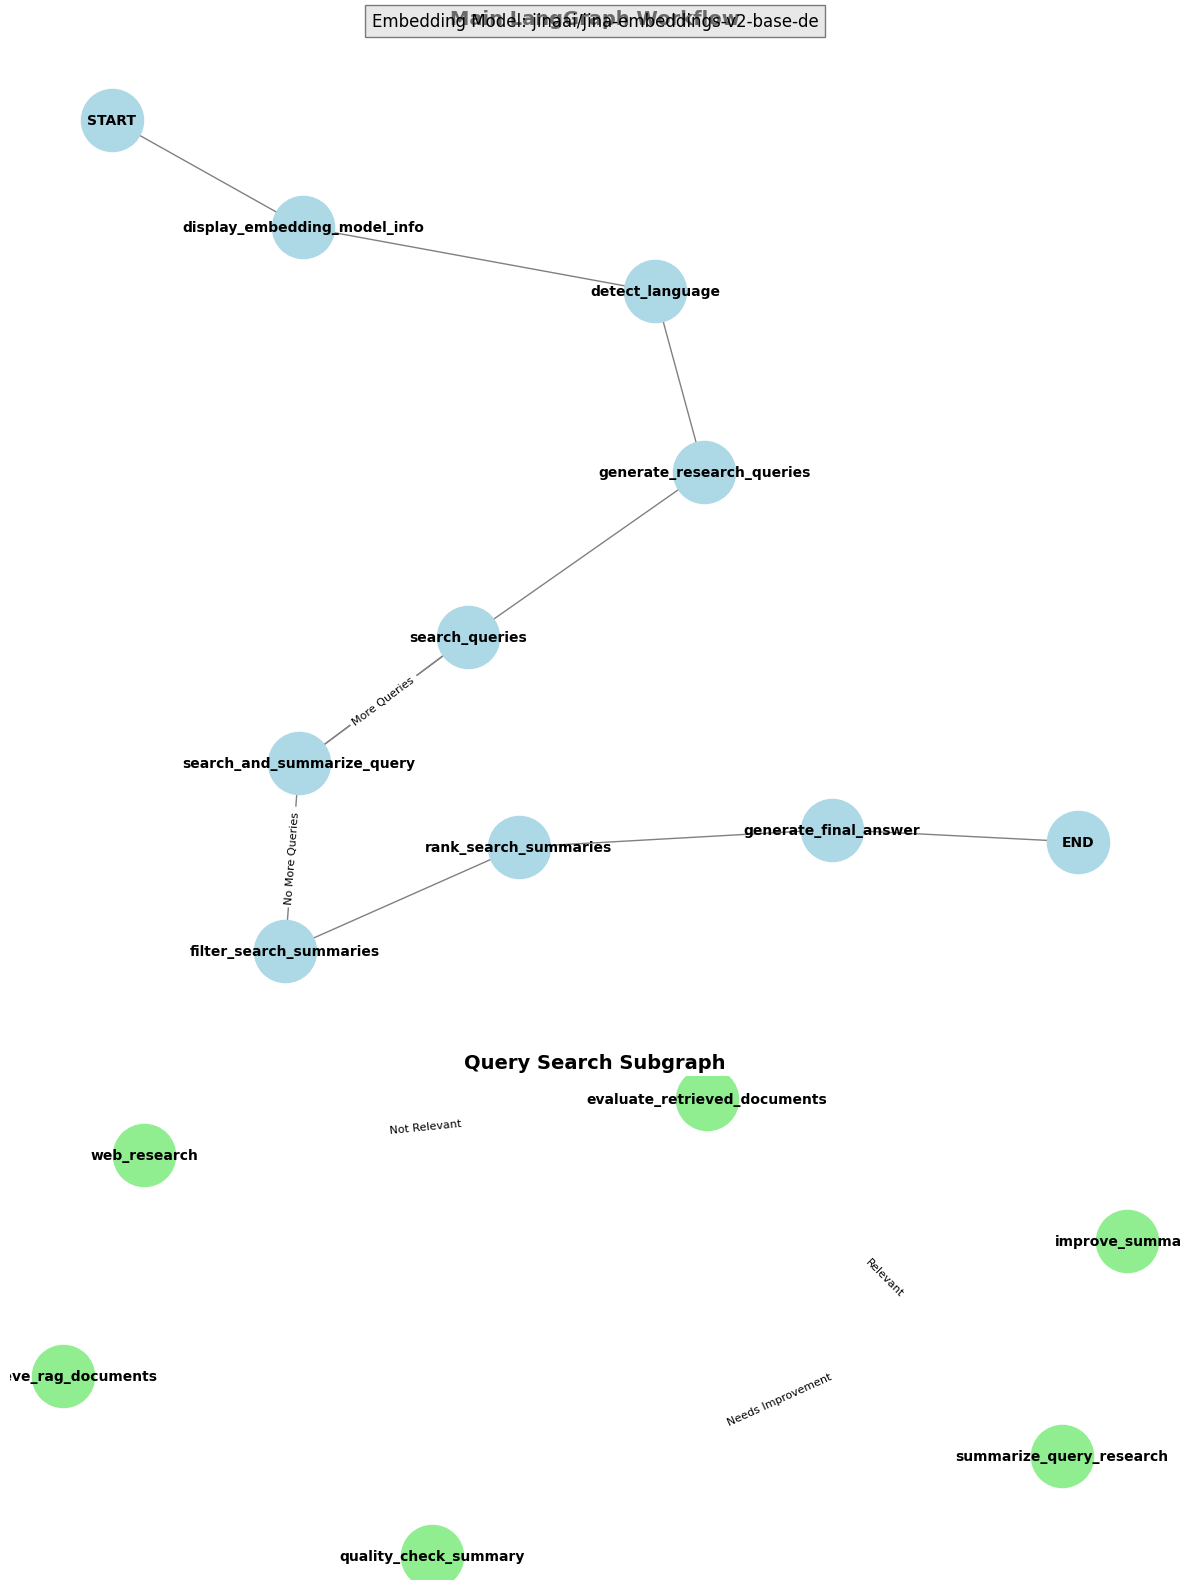 Main LangGraph Workflow
Embedding Model: jinaai/jina-embeddings-v2-base-de
START
display_embedding_model_info
detect_language
generate_research_queries
search_queries
More Queries
search_and_summarize_query
No More Queries
generate_final_answer
END
rank_search_summaries
filter_search_summaries
Query Search Subgraph
evaluate_retrieved_documents
Not Relevant
web_research
improve_summa
Relevant
eve_rag_documents
Needs Improvement
summarize_query_research
quality_check_summary